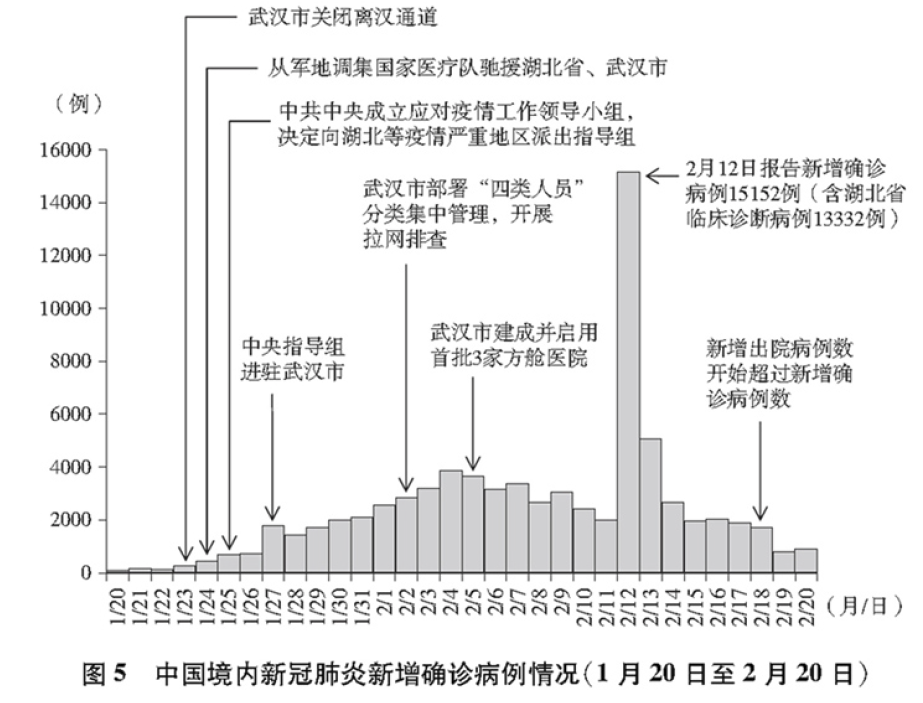 武汉市关闭离汉通道
从军地调集国家医疗队驰援湖北省、武汉市
中共中央成立应对疫情工作领导小组，
决定向湖北等疫情严重地区派出指导组
（例）
武汉市部署“四类人员”
分类集中管理，开展
拉网排查
2月12日报告新增确诊
病例15152例（含湖北省
临床诊断病例13332例）
中央指导组
进驻武汉市
武汉市建成并启用
首批3家方舱医院
新增出院病例数
开始超过新增确
诊病例数
16000
14000
12000
10000
8000
6000
4000
2000
0
1/20
1/21
1/22
1/23
1/24
1/25
1/26
1/27
1/28
1/29
1/30
1/31
2/1
2/2
2/3
2/4
2/5
2/6
2/7
2/8
2/9
2/10
2/11
2/12
2/13
2/14
2/15
2/16
2/17
2/18
2/19
2/20
（月/日）
图5 中国境内新冠肺炎新增确诊病例情况（1月20日至2月20日）